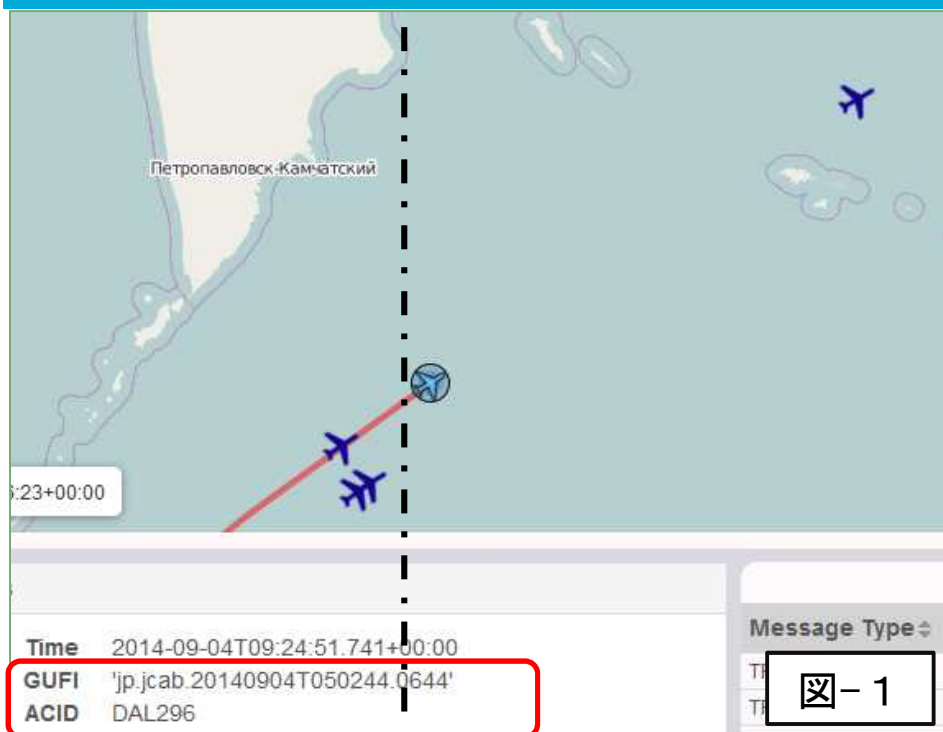 Петропавловск-Камчатский
:23+00:00
Time 2014-09-04T09:24:51.741+00:00
GUFI 'jp.jcab.20140904T050244.0644'
ACID DAL296
Message Type
図-1